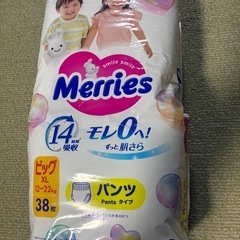 smile smile
Merries
14時間
吸収
モレ0へ!
ずっと肌さら
ビッグ
XL
12~22kg
38枚
パンツ
Pants タイプ